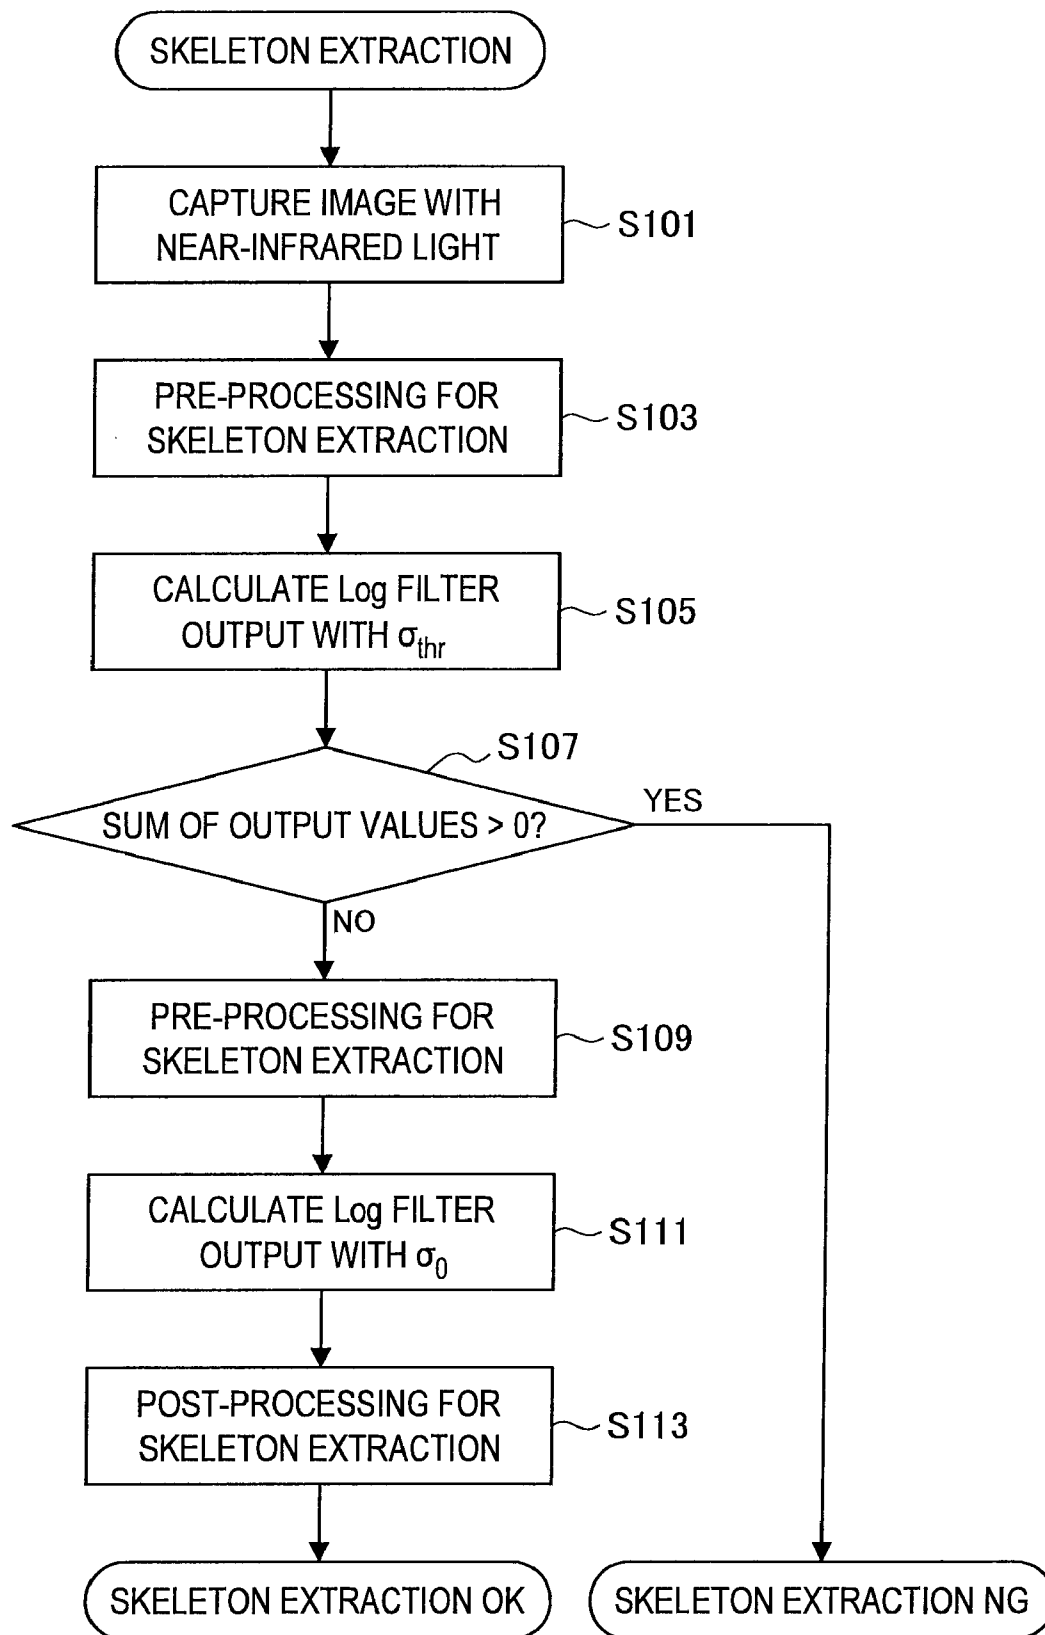 SKELETON EXTRACTION
CAPTURE IMAGE WITH
NEAR-INFRARED LIGHT
S101
PRE-PROCESSING FOR
SKELETON EXTRACTION
S103
CALCULATE Log FILTER
OUTPUT WITH σthr
S105
S107
SUM OF OUTPUT VALUES > 0?
YES
NO
PRE-PROCESSING FOR
SKELETON EXTRACTION
S109
CALCULATE Log FILTER
OUTPUT WITH σ0
S111
POST-PROCESSING FOR
SKELETON EXTRACTION
S113
SKELETON EXTRACTION OK
SKELETON EXTRACTION NG